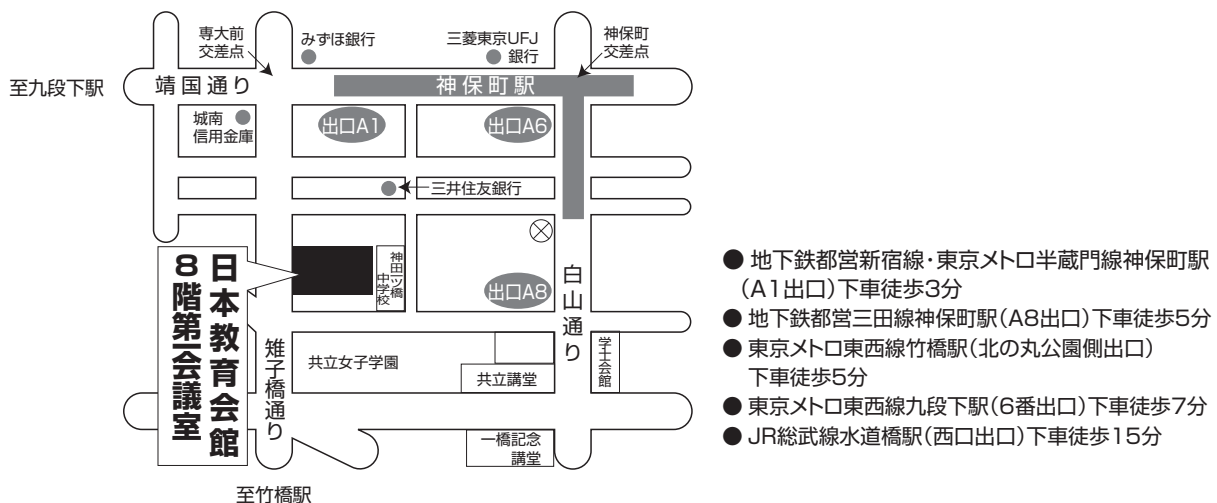 専大前
交差点
みずほ銀行
三菱東京UFJ
銀行
神保町
交差点
至九段下駅
靖国通り
神保町駅
城南
信用金庫
出口A1
出口A6
三井住友銀行
日本教育会館
8階第一会議室
神田一ツ橋
中学校
出口A8
白山通り
雉子橋通り
共立女子学園
共立講堂
学士会館
一橋記念
講堂
至竹橋駅
● 地下鉄都営新宿線・東京メトロ半蔵門線神保町駅
(A1出口)下車徒歩3分
● 地下鉄都営三田線神保町駅(A8出口)下車徒歩5分
● 東京メトロ東西線竹橋駅(北の丸公園側出口)
下車徒歩5分
● 東京メトロ東西線九段下駅(6番出口)下車徒歩7分
● JR総武線水道橋駅(西口出口)下車徒歩15分